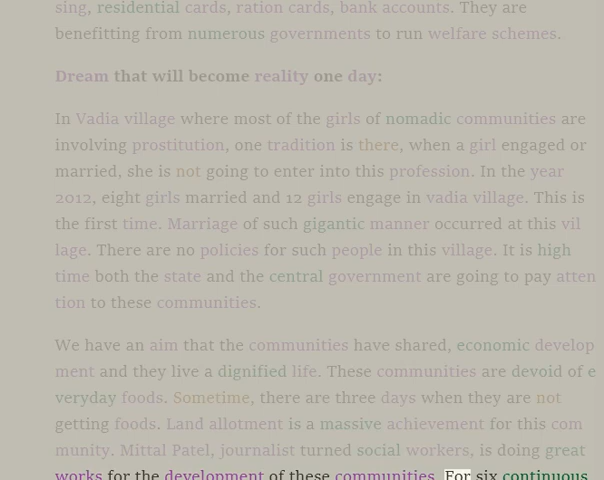 sing, residential cards, ration cards, bank accounts. They are
benefitting from numerous governments to run welfare schemes.
Dream that will become reality one day:
In Vadia village where most of the girls of nomadic communities are
involving prostitution, one tradition is there, when a girl engaged or
married, she is not going to enter into this profession. In the year
2012, eight girls married and 12 girls engage in vadia village. This is
the first time. Marriage of such gigantic manner occurred at this vil
lage. There are no policies for such people in this village. It is high
time both the state and the central government are going to pay atten
tion to these communities.
We have an aim that the communities have shared, economic develop
ment and they live a dignified life. These communities are devoid of e
veryday foods. Sometime, there are three days when they are not
getting foods. Land allotment is a massive achievement for this com
munity. Mittal Patel, journalist turned social workers, is doing great
works for the development of these communities. For six continuous